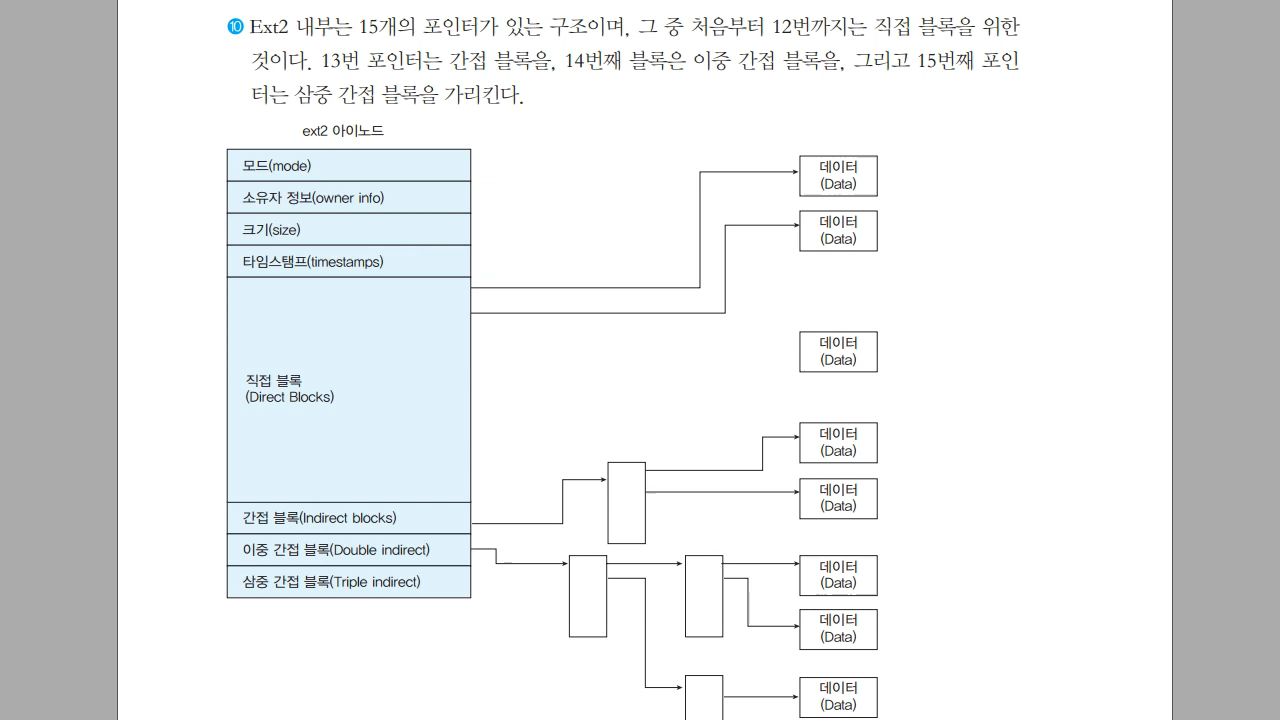 ⑩ Ext2 내부는 15개의 포인터가 있는 구조이며, 그 중 처음부터 12번까지는 직접 블록을 위한
것이다. 13번 포인터는 간접 블록을, 14번째 블록은 이중 간접 블록을, 그리고 15번째 포인
터는 삼중 간접 블록을 가리킨다.
ext2 아이노드
모드(mode)
소유자 정보(owner info)
크기(size)
타임스탬프(timestamps)
직접 블록
(Direct Blocks)
간접 블록(Indirect blocks)
이중 간접 블록(Double indirect)
삼중 간접 블록(Triple indirect)
데이터
(Data)
데이터
(Data)
데이터
(Data)
데이터
(Data)
데이터
(Data)
데이터
(Data)
데이터
(Data)
데이터
(Data)